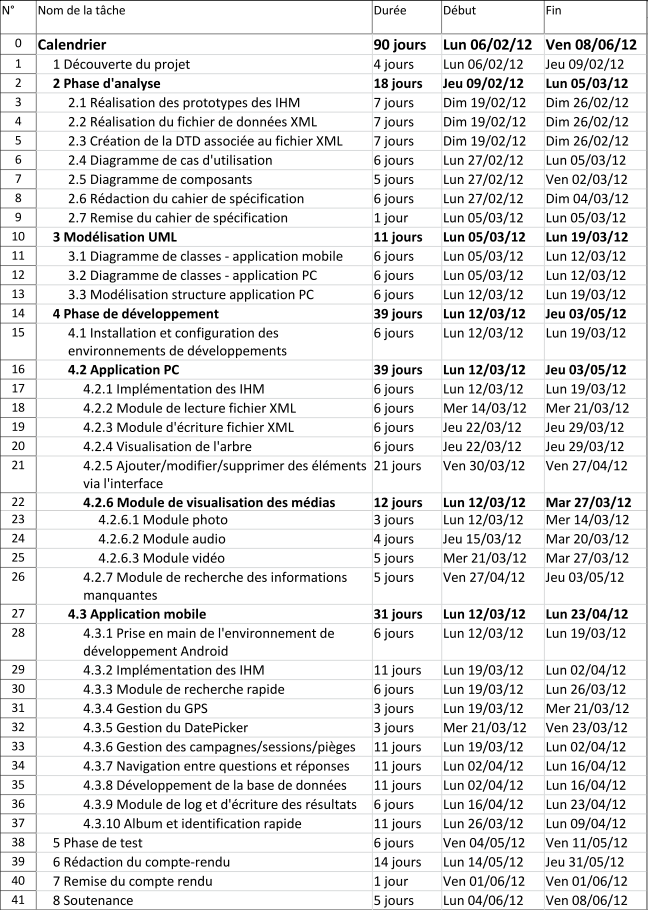 N° Nom de la tâche Durée Début Fin
0 Calendrier 90 jours Lun 06/02/12 Ven 08/06/12
1 1 Découverte du projet 4 jours Lun 06/02/12 Jeu 09/02/12
2 2 Phase d'analyse 18 jours Jeu 09/02/12 Lun 05/03/12
3 2.1 Réalisation des prototypes des IHM 7 jours Dim 19/02/12 Dim 26/02/12
4 2.2 Réalisation du fichier de données XML 7 jours Dim 19/02/12 Dim 26/02/12
5 2.3 Création de la DTD associée au fichier XML 7 jours Dim 19/02/12 Dim 26/02/12
6 2.4 Diagramme de cas d'utilisation 6 jours Lun 27/02/12 Lun 05/03/12
7 2.5 Diagramme de composants 5 jours Lun 27/02/12 Ven 02/03/12
8 2.6 Rédaction du cahier de spécification 6 jours Lun 27/02/12 Dim 04/03/12
9 2.7 Remise du cahier de spécification 1 jour Lun 05/03/12 Lun 05/03/12
10 3 Modélisation UML 11 jours Lun 05/03/12 Lun 19/03/12
11 3.1 Diagramme de classes - application mobile 6 jours Lun 05/03/12 Lun 12/03/12
12 3.2 Diagramme de classes - application PC 6 jours Lun 05/03/12 Lun 12/03/12
13 3.3 Modélisation structure application PC 6 jours Lun 12/03/12 Lun 19/03/12
14 4 Phase de développement 39 jours Lun 12/03/12 Jeu 03/05/12
15 4.1 Installation et configuration des 6 jours Lun 12/03/12 Lun 19/03/12
environnements de développements
16 4.2 Application PC 39 jours Lun 12/03/12 Jeu 03/05/12
17 4.2.1 Implémentation des IHM 6 jours Lun 12/03/12 Lun 19/03/12
18 4.2.2 Module de lecture fichier XML 6 jours Mer 14/03/12 Mer 21/03/12
19 4.2.3 Module d'écriture fichier XML 6 jours Jeu 22/03/12 Jeu 29/03/12
20 4.2.4 Visualisation de l'arbre 6 jours Jeu 22/03/12 Jeu 29/03/12
21 4.2.5 Ajouter/modifier/supprimer des éléments 21 jours Ven 30/03/12 Ven 27/04/12
via l'interface
22 4.2.6 Module de visualisation des médias 12 jours Lun 12/03/12 Mar 27/03/12
23 4.2.6.1 Module photo 3 jours Lun 12/03/12 Mer 14/03/12
24 4.2.6.2 Module audio 4 jours Jeu 15/03/12 Mar 20/03/12
25 4.2.6.3 Module vidéo 5 jours Mer 21/03/12 Mar 27/03/12
26 4.2.7 Module de recherche des informations 5 jours Ven 27/04/12 Jeu 03/05/12
manquantes
27 4.3 Application mobile 31 jours Lun 12/03/12 Lun 23/04/12
28 4.3.1 Prise en main de l'environnement de 6 jours Lun 12/03/12 Lun 19/03/12
développement Android
29 4.3.2 Implémentation des IHM 11 jours Lun 19/03/12 Lun 02/04/12
30 4.3.3 Module de recherche rapide 6 jours Lun 19/03/12 Lun 26/03/12
31 4.3.4 Gestion du GPS 3 jours Lun 19/03/12 Mer 21/03/12
32 4.3.5 Gestion du DatePicker 3 jours Mer 21/03/12 Ven 23/03/12
33 4.3.6 Gestion des campagnes/sessions/pièges 11 jours Lun 19/03/12 Lun 02/04/12
34 4.3.7 Navigation entre questions et réponses 11 jours Lun 02/04/12 Lun 16/04/12
35 4.3.8 Développement de la base de données 11 jours Lun 02/04/12 Lun 16/04/12
36 4.3.9 Module de log et d'écriture des résultats 6 jours Lun 16/04/12 Lun 23/04/12
37 4.3.10 Album et identification rapide 11 jours Lun 26/03/12 Lun 09/04/12
38 5 Phase de test 6 jours Ven 04/05/12 Ven 11/05/12
39 6 Rédaction du compte-rendu 14 jours Lun 14/05/12 Jeu 31/05/12
40 7 Remise du compte rendu 1 jour Ven 01/06/12 Ven 01/06/12
41 8 Soutenance 5 jours Lun 04/06/12 Ven 08/06/12